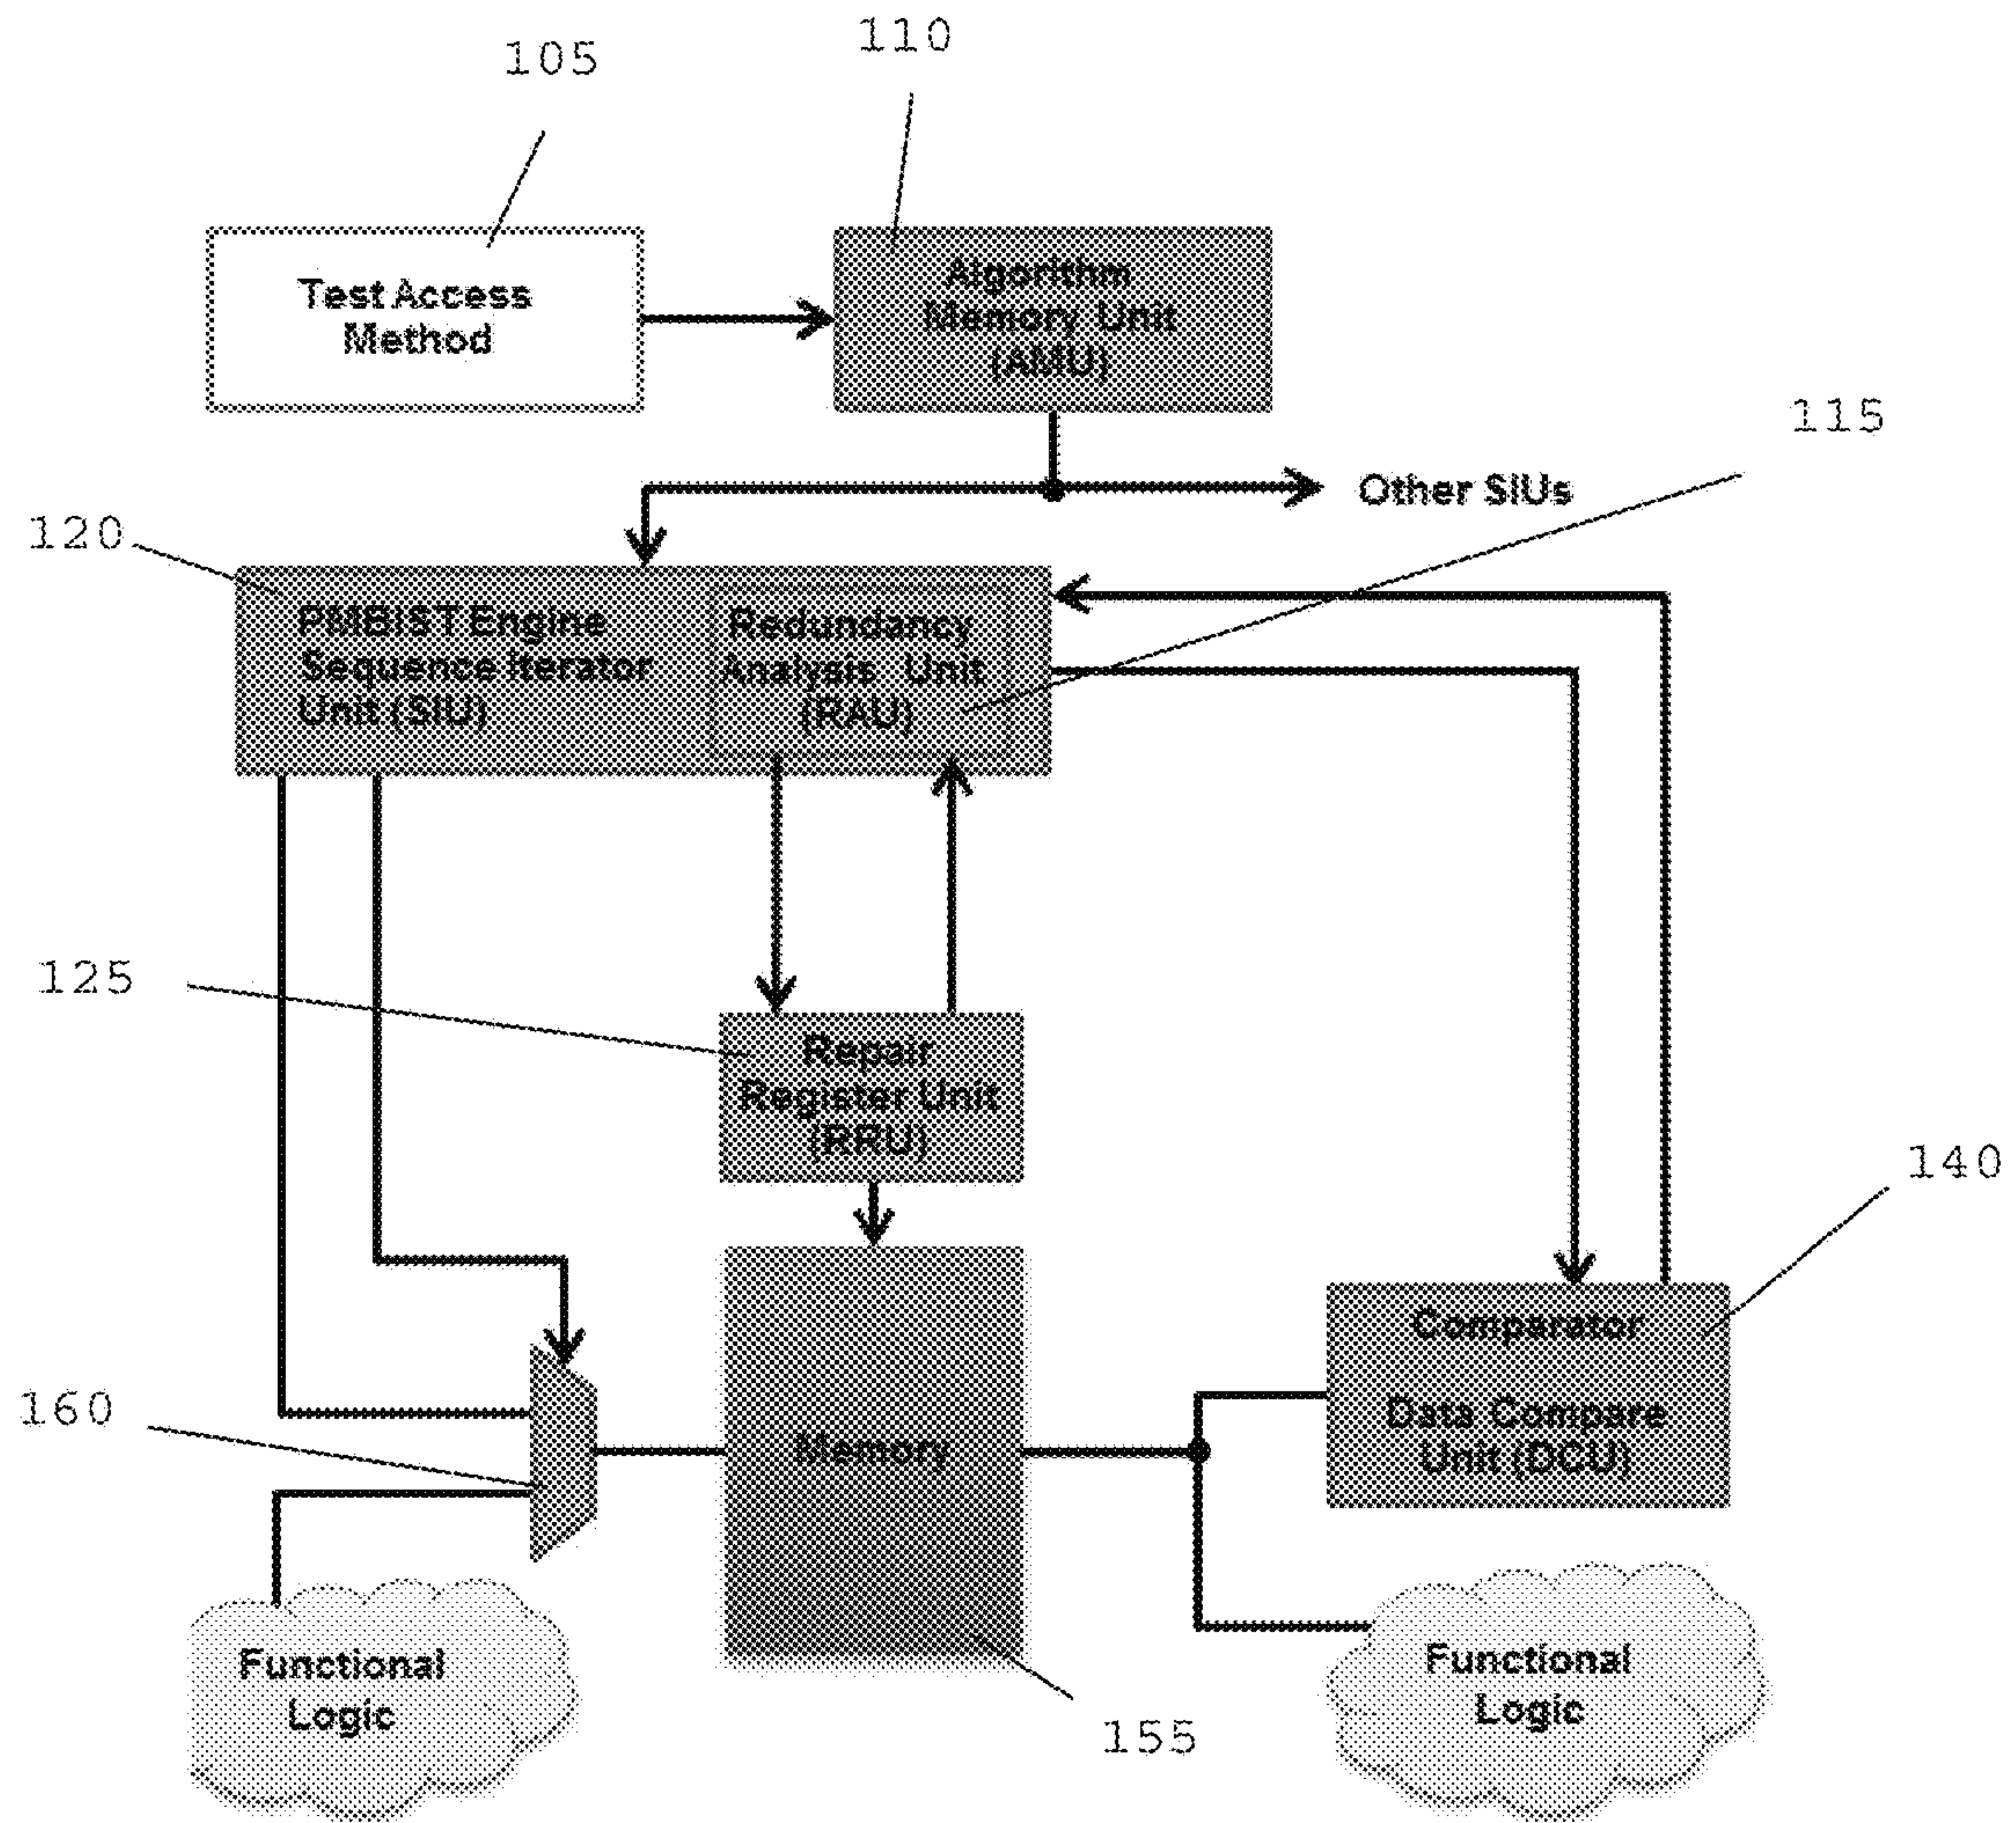 105
110
Test Access
Method
Algorithm
Memory Unit
(AMU)
115
Other SIUs
120
PMBIST Engine
Sequence Iterator
Unit (SIU)
Redundancy
Analysis Unit
(RAU)
125
Repair
Register Unit
(RRU)
140
Comparator
Data Compare
Unit (DCU)
160
Memory
Functional
Logic
Functional
Logic
155